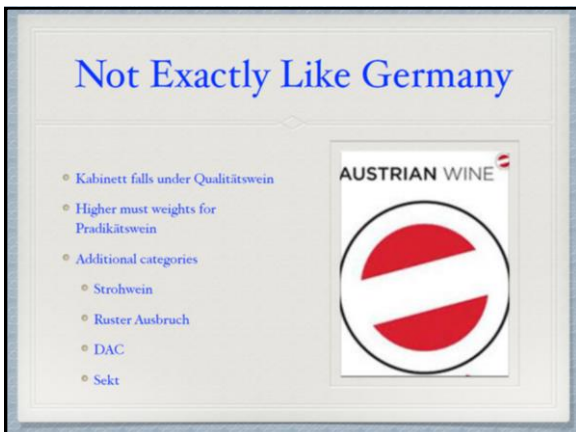 Not Exactly Like Germany
Kabinett falls under Qualitätswein
Higher must weights for
Pradikätswein
Additional categories
Strohwein
Ruster Ausbruch
DAC
Sekt
AUSTRIAN WINE